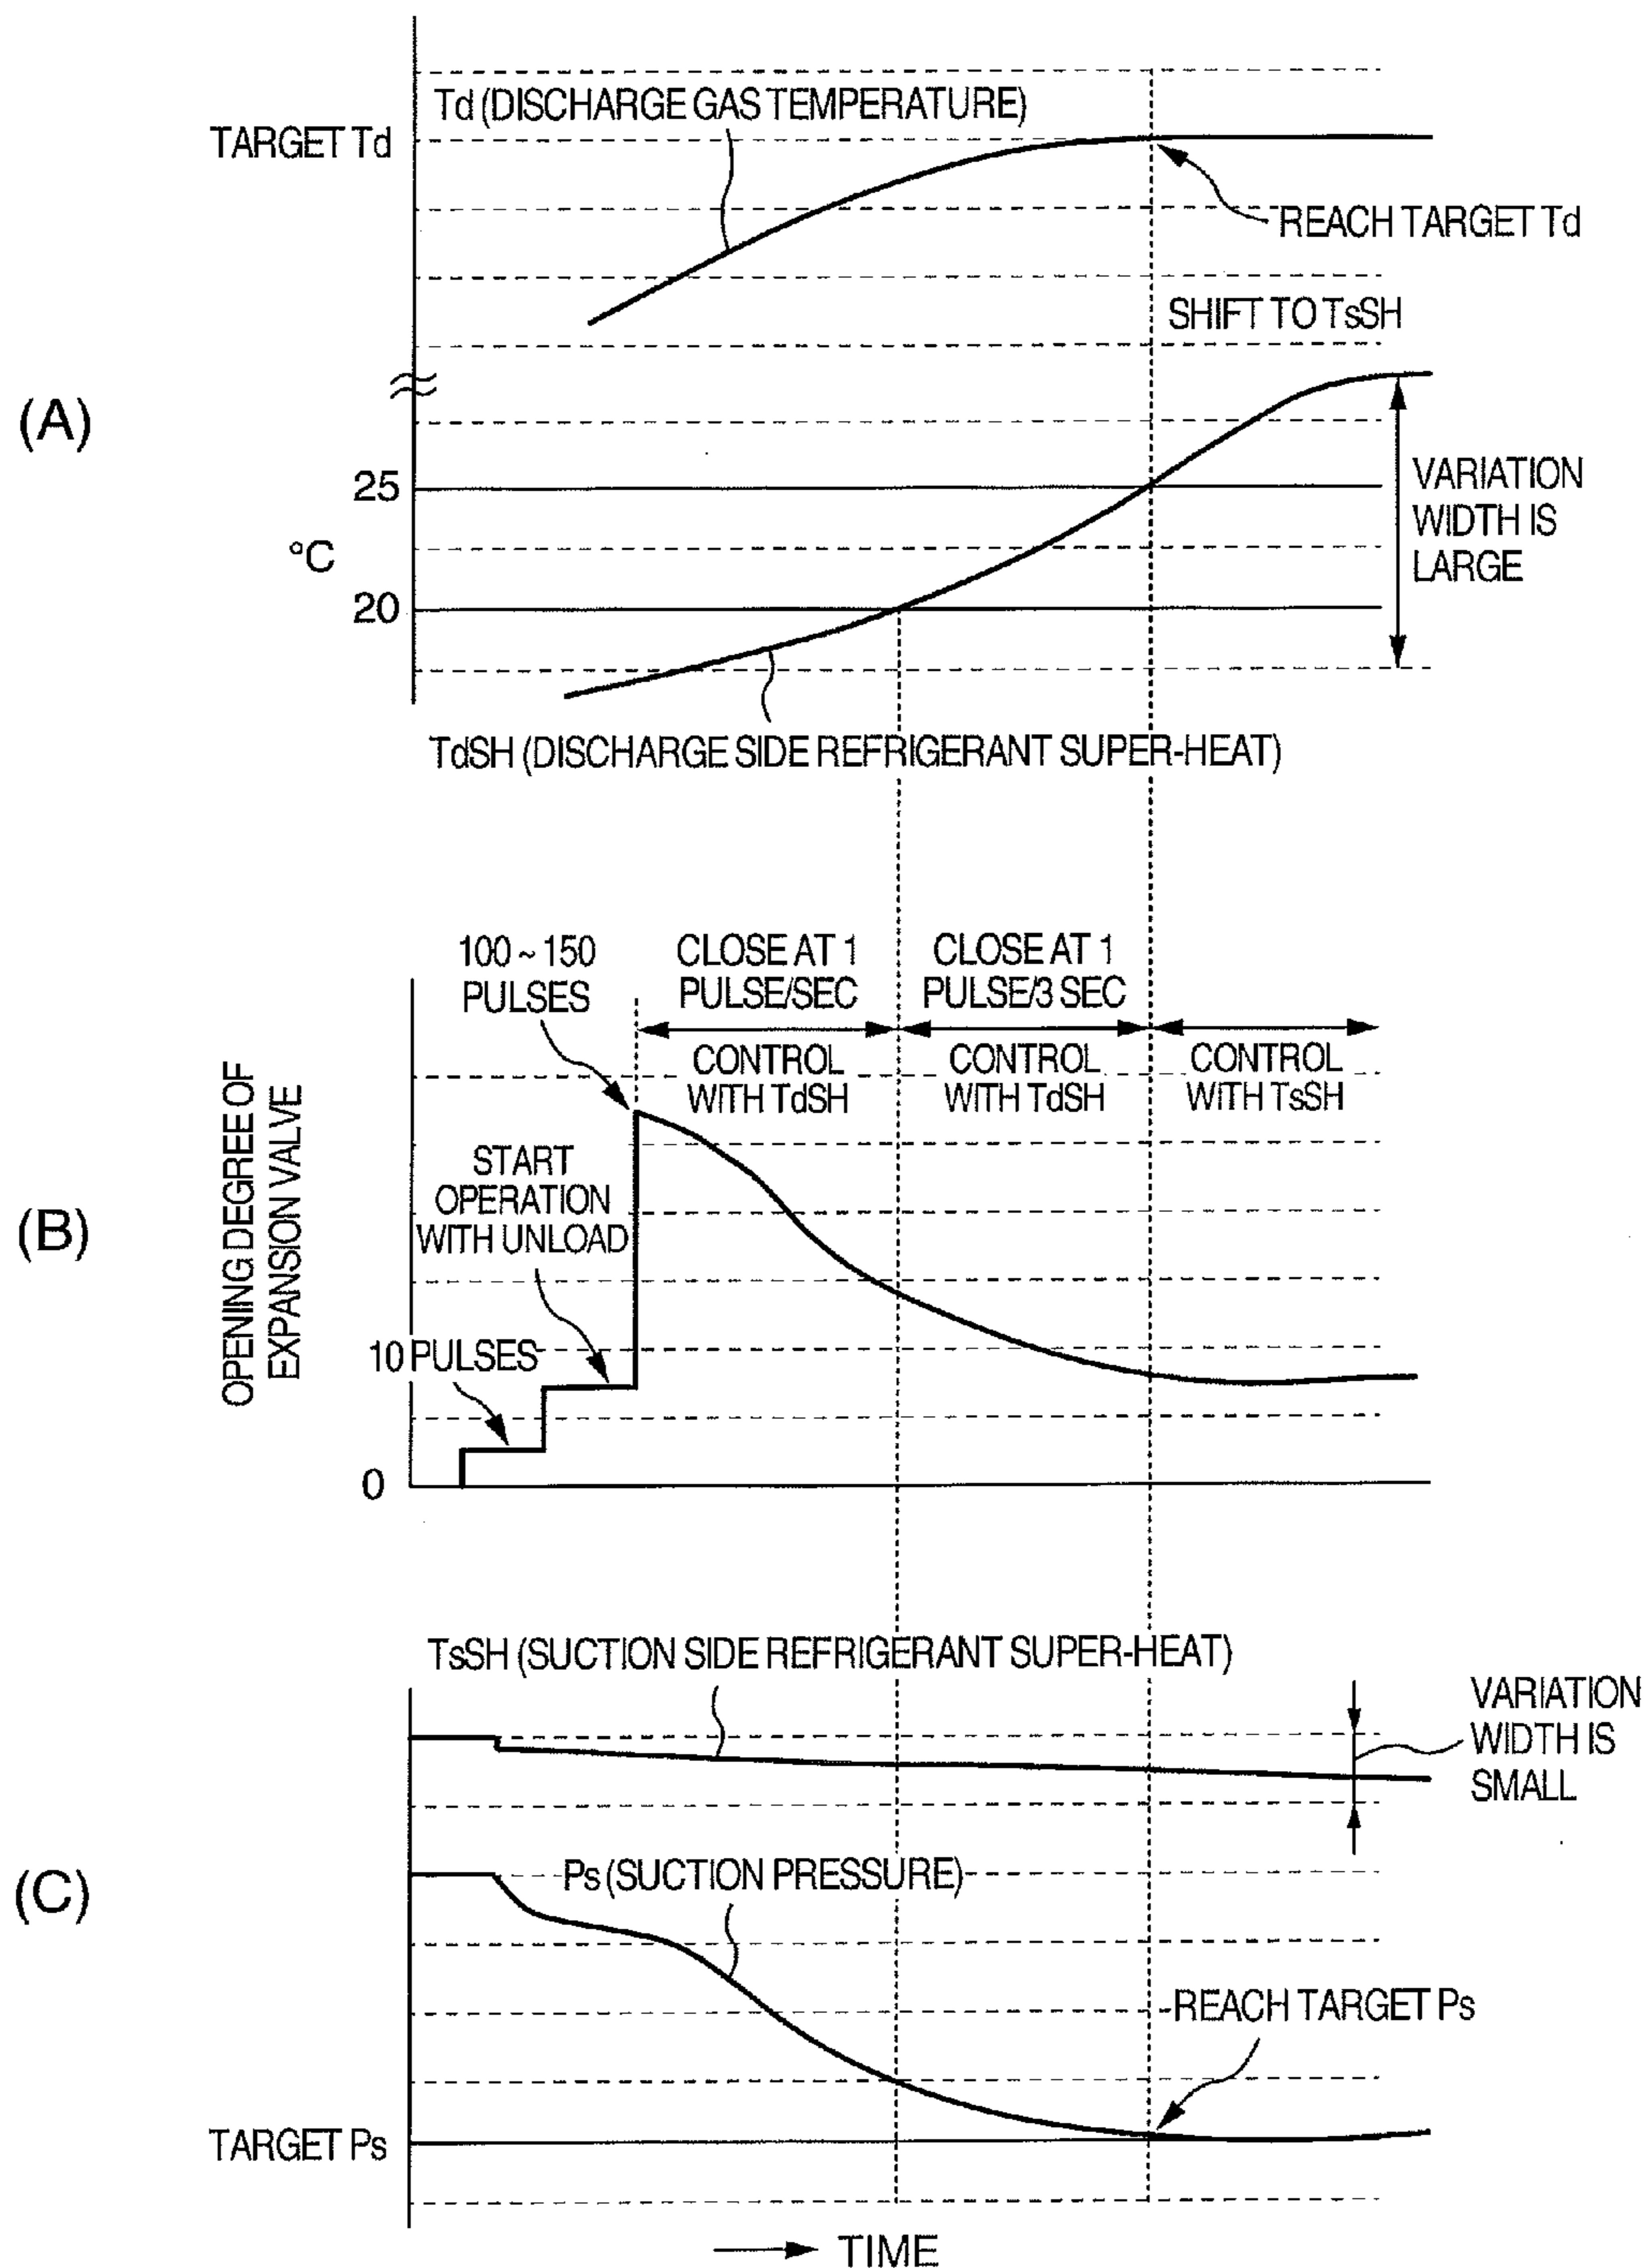 (A)
TARGET Td
Td (DISCHARGE GAS TEMPERATURE)
REACH TARGET Td
SHIFT TO TsSH
25
°C
20
VARIATION
WIDTH IS
LARGE
TdSH (DISCHARGE SIDE REFRIGERANT SUPER-HEAT)
(B)
OPENING DEGREE OF
EXPANSION VALVE
100 ~ 150
PULSES
CLOSE AT 1
PULSE/SEC
CLOSE AT 1
PULSE/3 SEC
CONTROL
WITH TdSH
CONTROL
WITH TdSH
CONTROL
WITH TsSH
START
OPERATION
WITH UNLOAD
10 PULSES
0
(C)
TsSH (SUCTION SIDE REFRIGERANT SUPER-HEAT)
VARIATION
WIDTH IS
SMALL
Ps (SUCTION PRESSURE)
REACH TARGET Ps
TARGET Ps
TIME